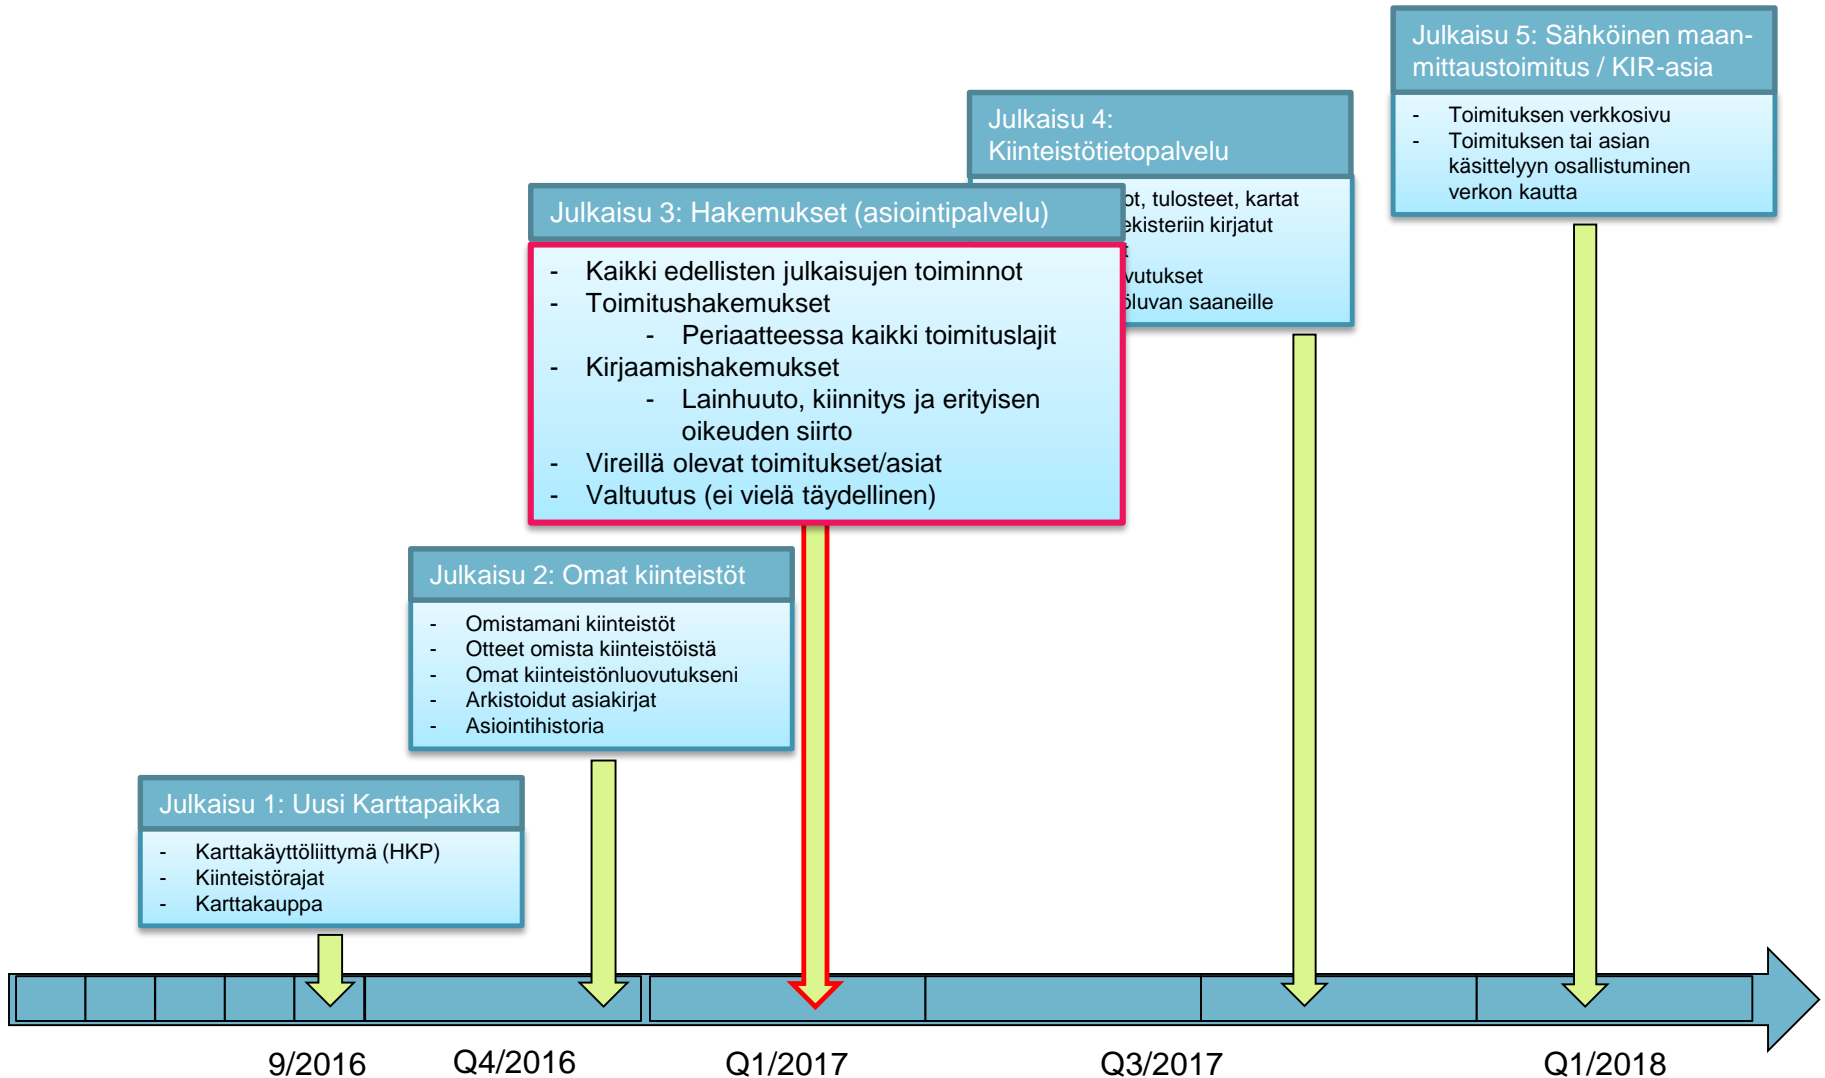 Julkaisu 5: Sähköinen maan-
mittaustoimitus / KIR-asia
- Toimituksen verkkosivu
- Toimituksen tai asian
käsittelyyn osallistuminen
verkon kautta
Julkaisu 4:
Kiinteistötietopalvelu
tulosteet, kartat
kirjatut
saaneille
Julkaisu 3: Hakemukset (asiointipalvelu)
- Kaikki edellisten julkaisujen toiminnot
- Toimitushakemukset
- Periaatteessa kaikki toimituslajit
- Kirjaamishakemukset
- Lainhuuto, kiinnitys ja erityisen
oikeuden siirto
- Vireillä olevat toimitukset/asiat
- Valtuutus (ei vielä täydellinen)
Julkaisu 2: Omat kiinteistöt
- Omistamani kiinteistöt
- Otteet omista kiinteistöistä
- Omat kiinteistönluovutukseni
- Arkistoidut asiakirjat
- Asiointihistoria
Julkaisu 1: Uusi Karttapaikka
- Karttakäyttöliittymä (HKP)
- Kiinteistörajat
- Karttakauppa
9/2016
Q4/2016
Q1/2017
Q3/2017
Q1/2018